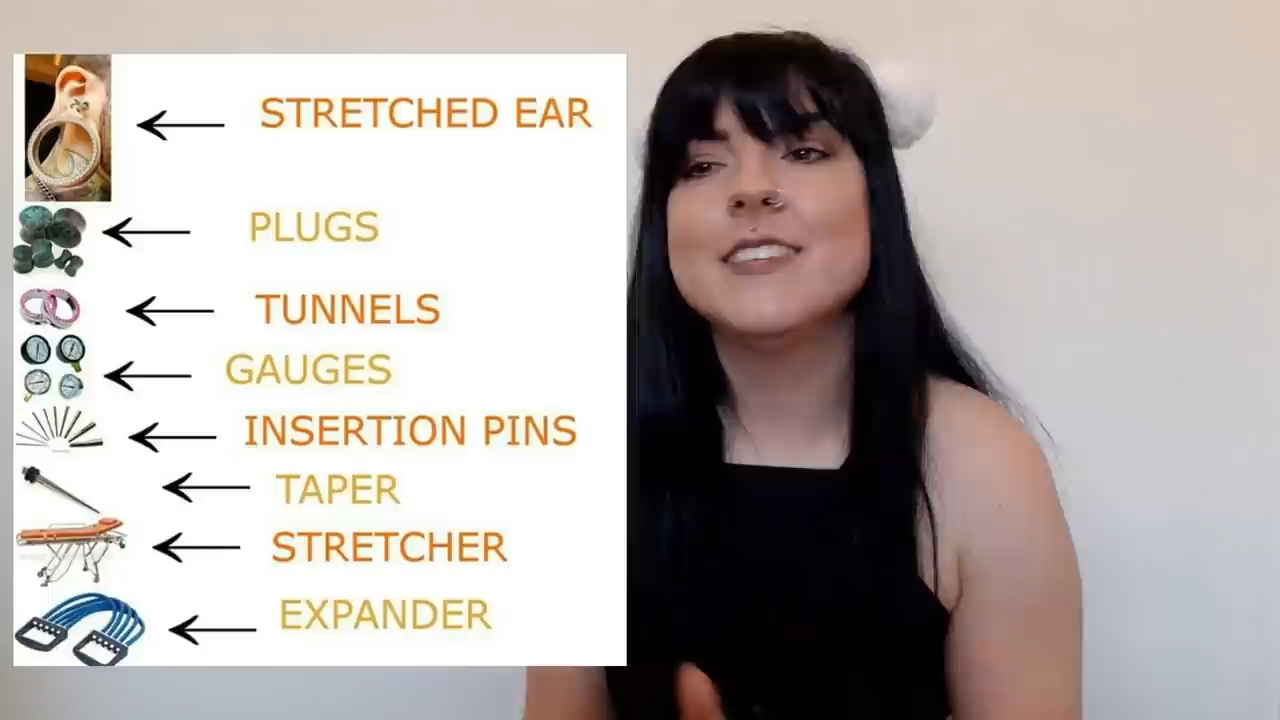 STRETCHED EAR
PLUGS
TUNNELS
GAUGES
INSERTION PINS
TAPER
STRETCHER
EXPANDER